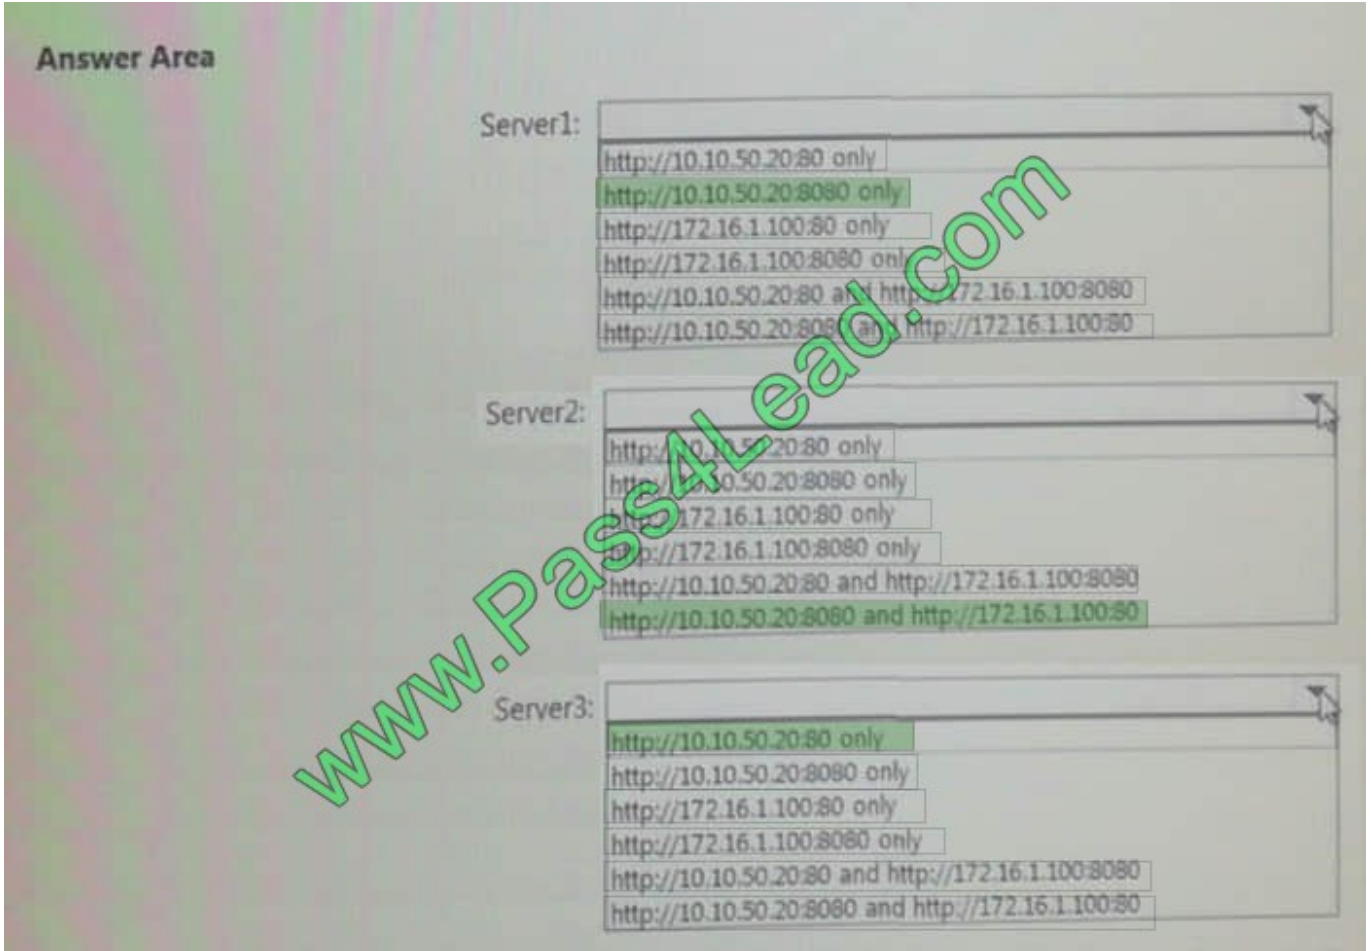 Answer Area
Server1:
http://10.10.50.20:80 only
http://10.10.50.20:8080 only
http://172.16.1.100:80 only
http://172.16.1.100:8080 only
http://10.10.50.20:80 and http://172.16.1.100:8080
http://10.10.50.20:8080 and http://172.16.1.100:80
Server2:
http://10.10.50.20:80 only
http://10.10.50.20:8080 only
http://172.16.1.100:80 only
http://172.16.1.100:8080 only
http://10.10.50.20:80 and http://172.16.1.100:8080
http://10.10.50.20:8080 and http://172.16.1.100:80
Server3:
http://10.10.50.20:80 only
http://10.10.50.20:8080 only
http://172.16.1.100:80 only
http://172.16.1.100:8080 only
http://10.10.50.20:80 and http://172.16.1.100:8080
http://10.10.50.20:8080 and http://172.16.1.100:80
www.Pass4Lead.com